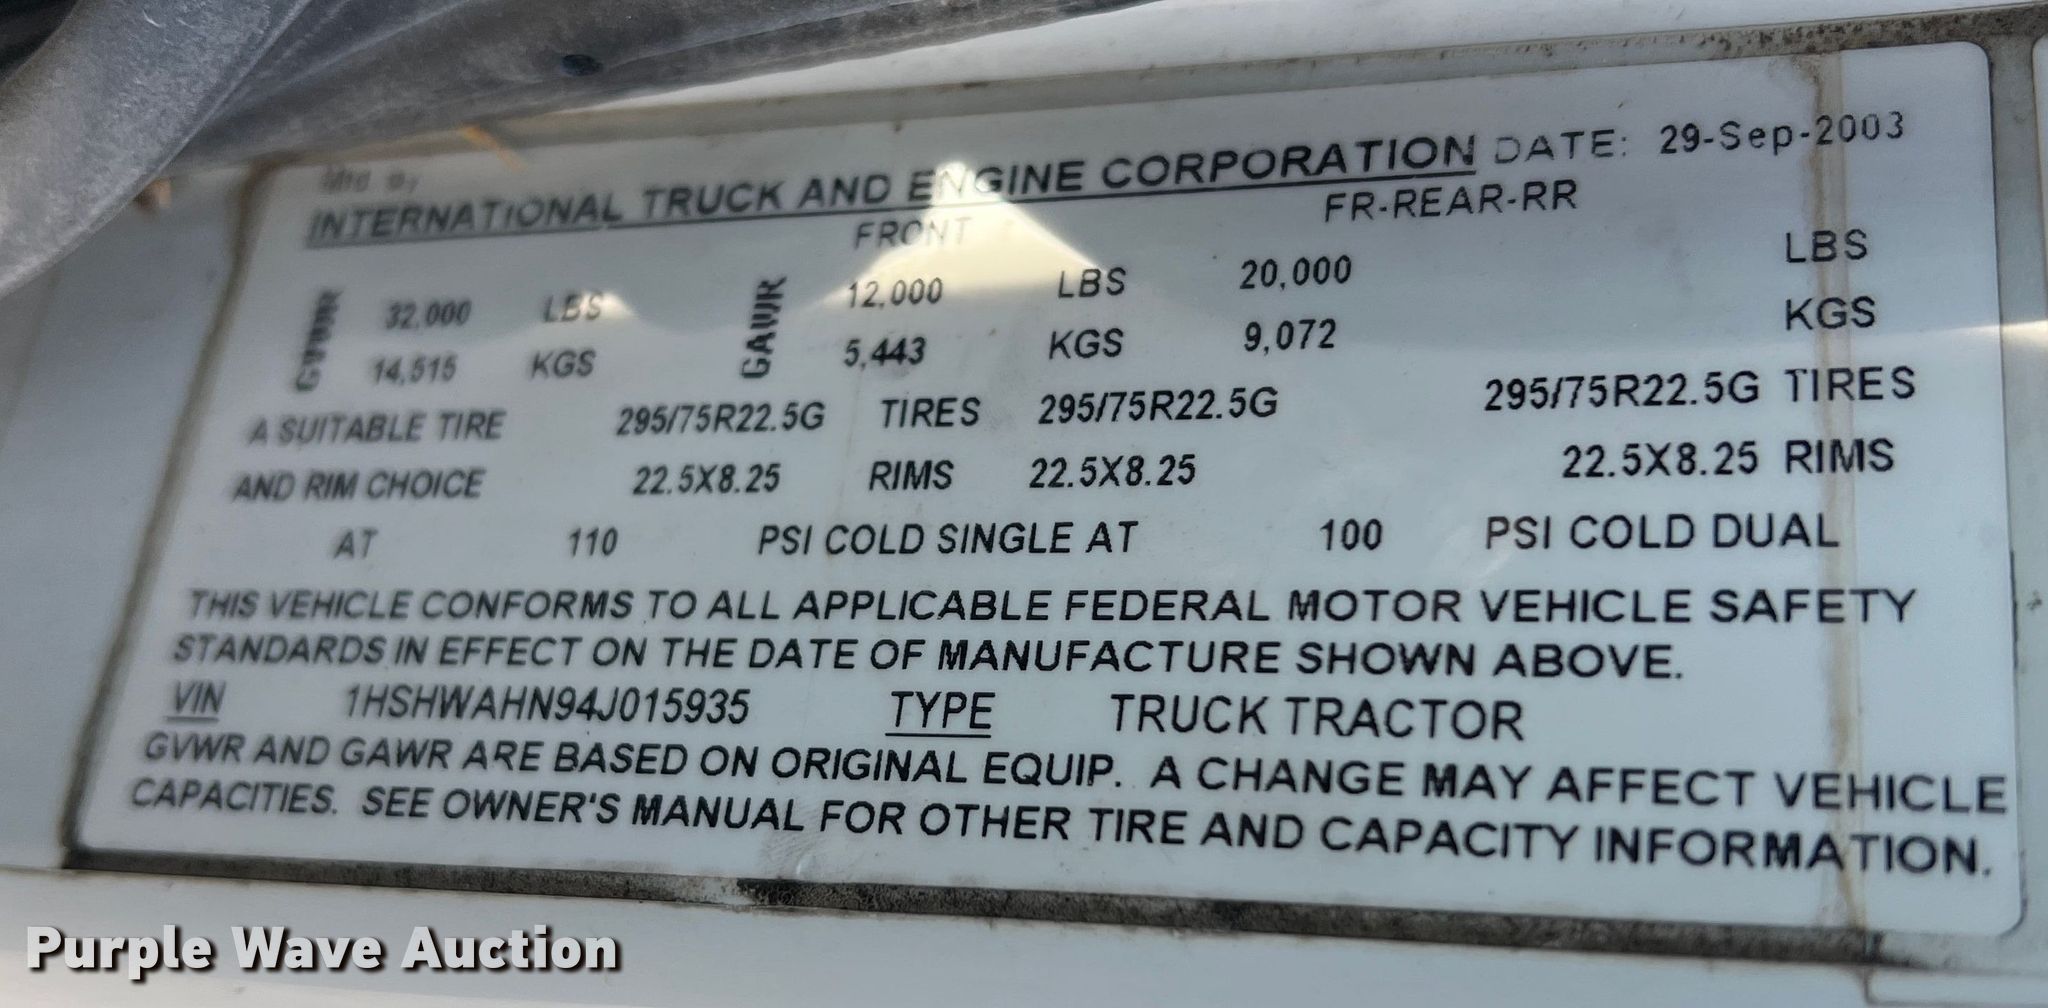 Mfd by
INTERNATIONAL TRUCK AND ENGINE CORPORATION DATE: 29-Sep-2003
FRONT FR-REAR-RR
GVWR 32,000 LBS GAWR 12,000 LBS 20,000 LBS
14,515 KGS 5,443 KGS 9,072 KGS
A SUITABLE TIRE 295/75R22.5G TIRES 295/75R22.5G 295/75R22.5G TIRES
AND RIM CHOICE 22.5X8.25 RIMS 22.5X8.25 22.5X8.25 RIMS
AT 110 PSI COLD SINGLE AT 100 PSI COLD DUAL
THIS VEHICLE CONFORMS TO ALL APPLICABLE FEDERAL MOTOR VEHICLE SAFETY
STANDARDS IN EFFECT ON THE DATE OF MANUFACTURE SHOWN ABOVE.
VIN 1HSHWAHN94J015935 TYPE TRUCK TRACTOR
GVWR AND GAWR ARE BASED ON ORIGINAL EQUIP. A CHANGE MAY AFFECT VEHICLE
CAPACITIES. SEE OWNER'S MANUAL FOR OTHER TIRE AND CAPACITY INFORMATION.
Purple Wave Auction